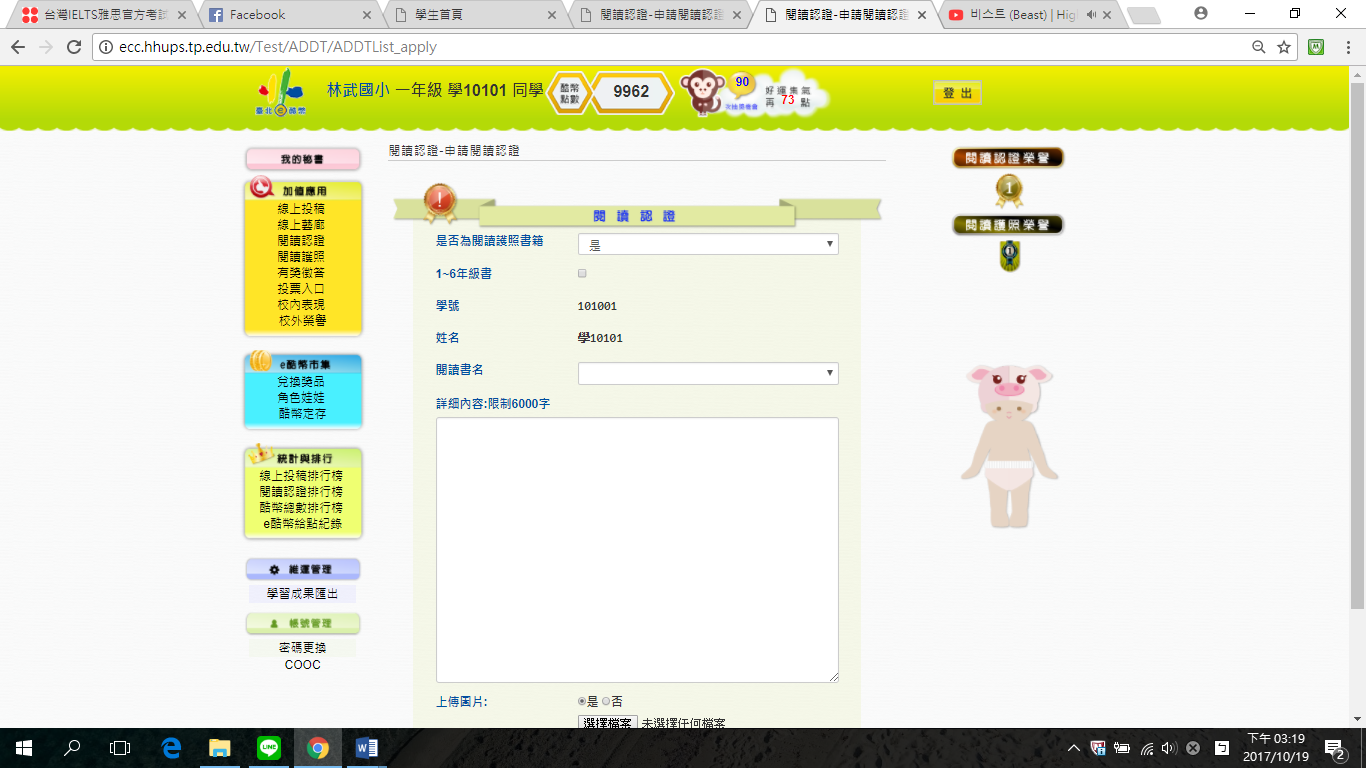 台灣IELTS雅思官方考試
Facebook
學生首頁
閱讀認證-申請閱讀認證
閱讀認證-申請閱讀認證
비스트 (Beast) | Hig
ecc.hhups.tp.edu.tw/Test/ADDT/ADDTList_apply
臺北e酷幣
林武國小 一年級 學10101 同學
酷幣點數
9962
90
好運集氣
再 73 點
登出
我的秘書
加值應用
線上投稿
線上藝廊
閱讀認證
閱讀護照
有獎徵答
投票入口
校內表現
校外榮譽
e酷幣市集
兌換獎品
角色娃娃
酷幣定存
統計與排行
線上投稿排行榜
閱讀認證排行榜
酷幣總數排行榜
e酷幣給點紀錄
維運管理
學習成果匯出
帳號管理
密碼更換
COOC
閱讀認證-申請閱讀認證
閱讀認證
是否為閱讀護照書籍
是
1~6年級書
學號
101001
姓名
學10101
閱讀書名
詳細內容:限制6000字
上傳圖片:
是 否
選擇檔案 未選擇任何檔案
閱讀認證榮譽
1
閱讀護照榮譽
1
LINE
下午 03:19
2017/10/19
2